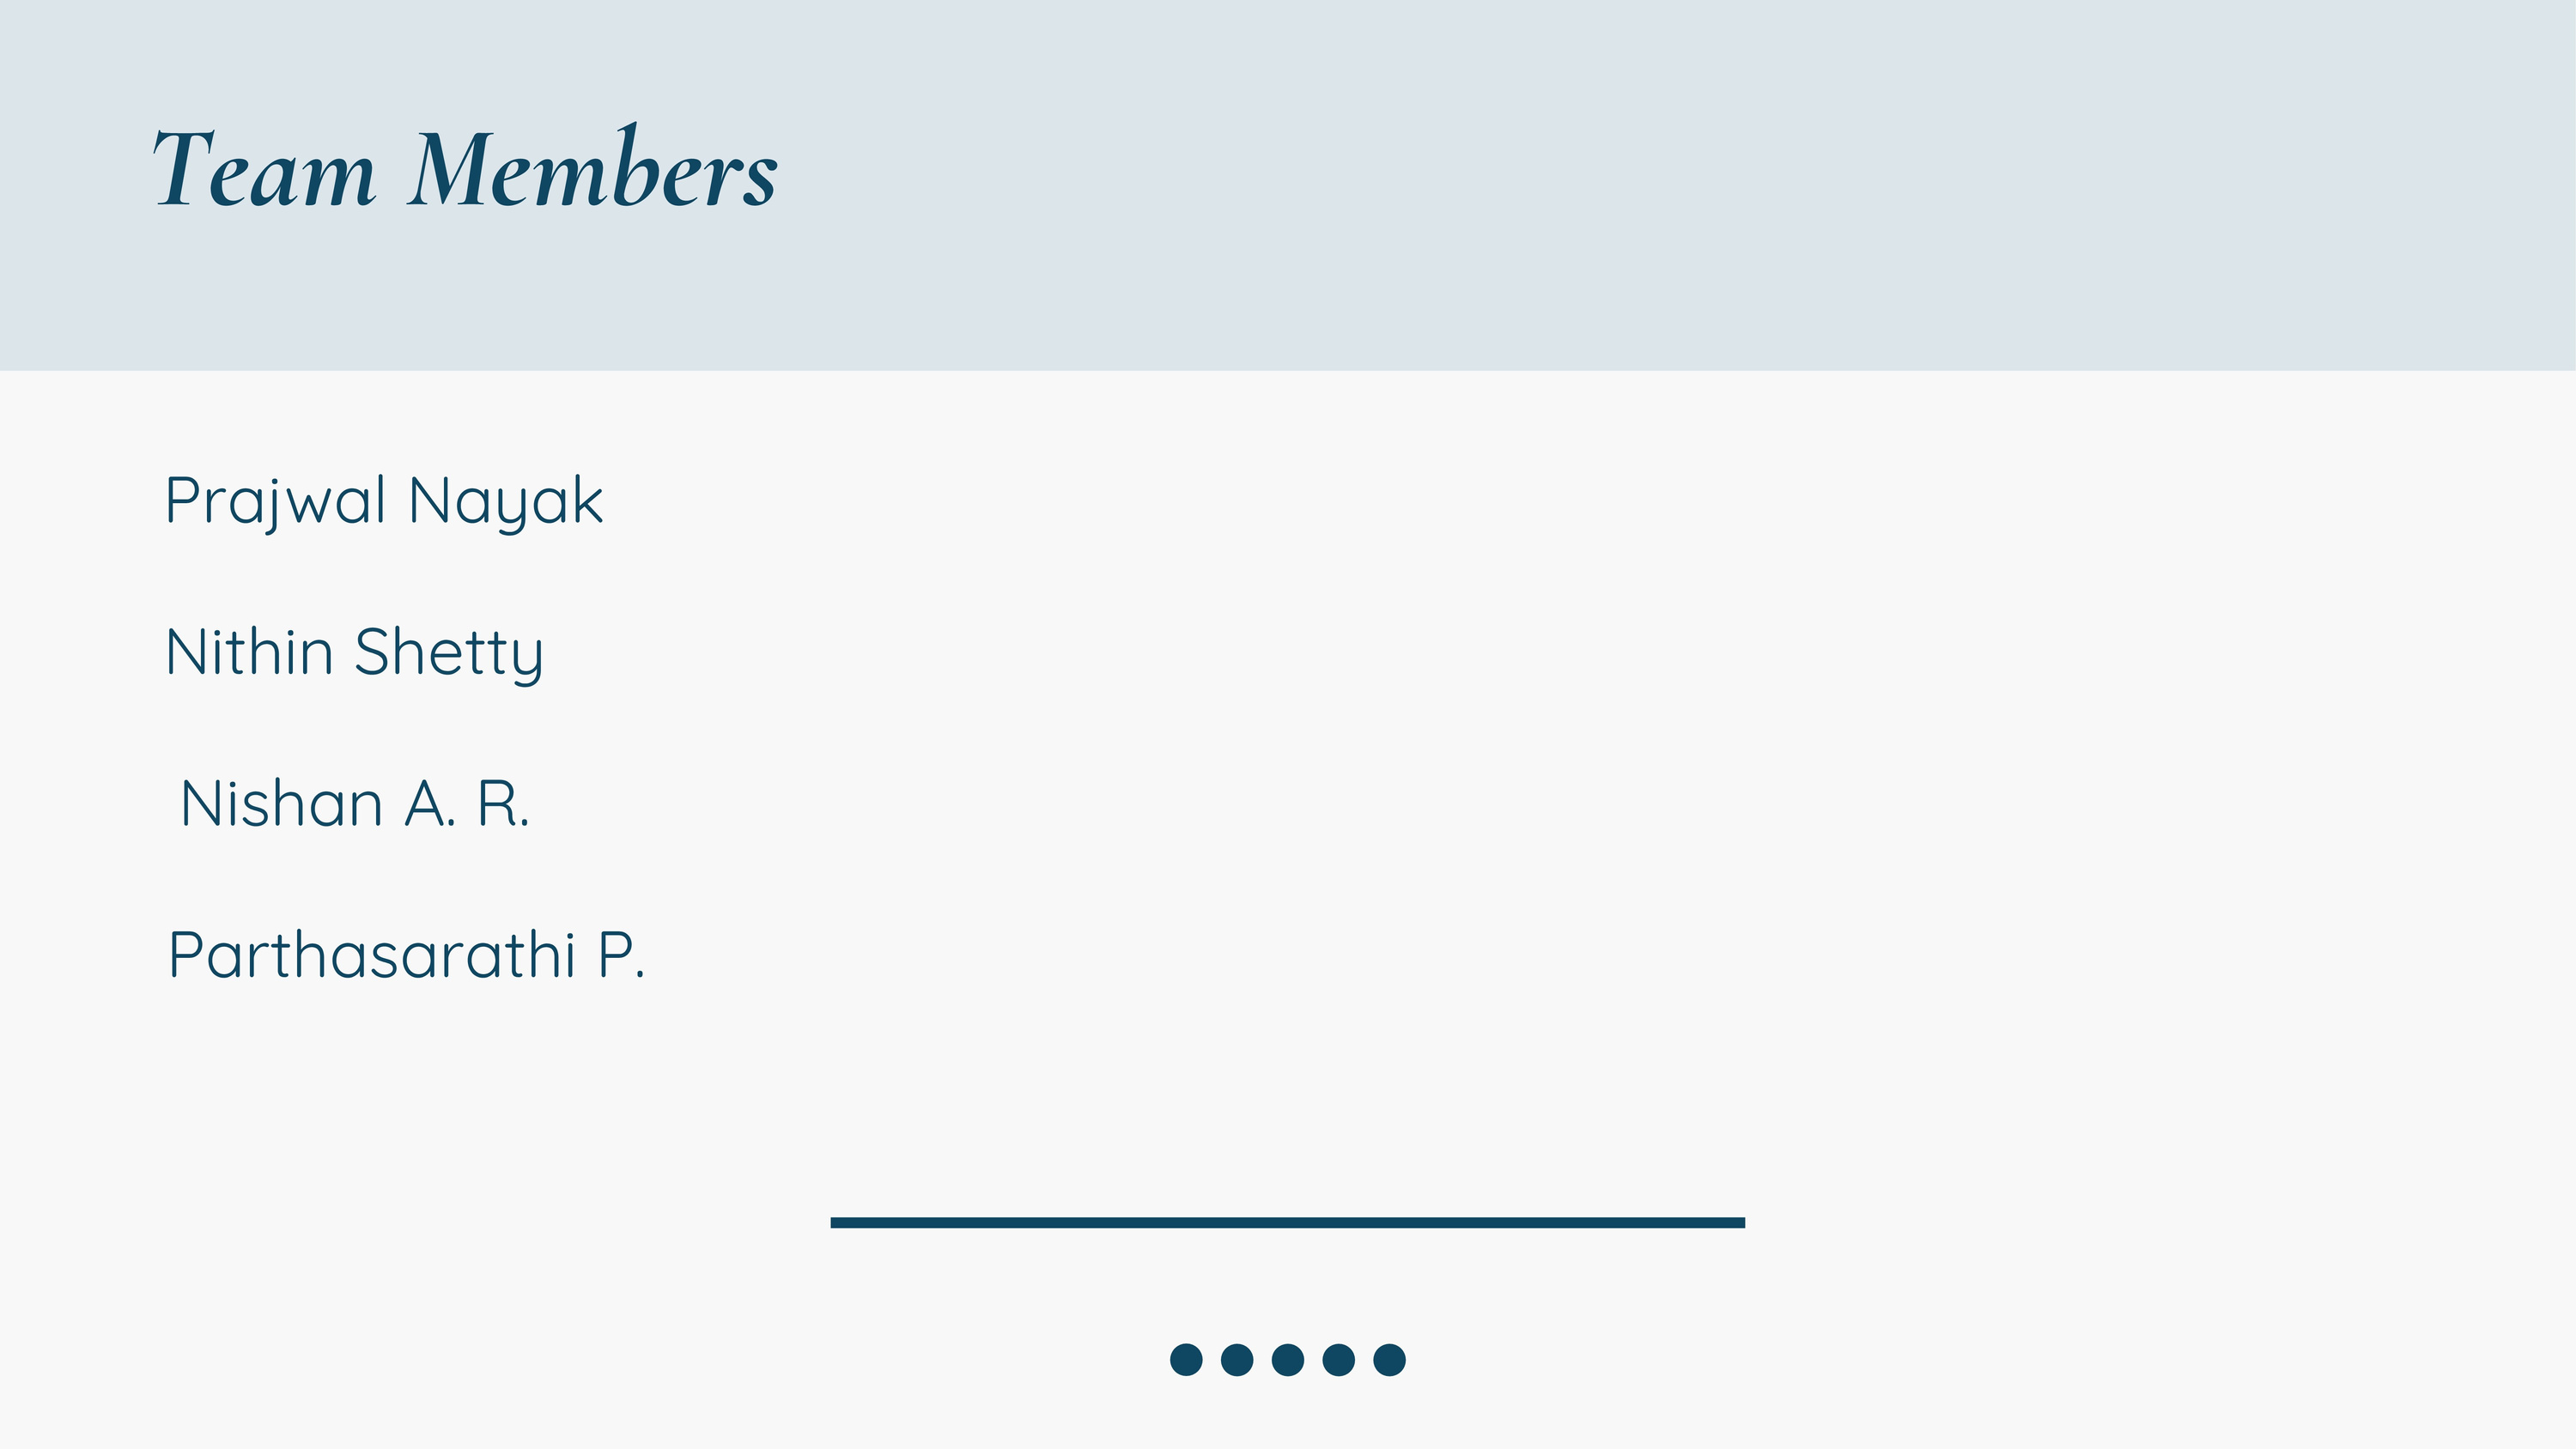 Team Members
Prajwal Nayak
Nithin Shetty
Nishan A. R.
Parthasarathi P.